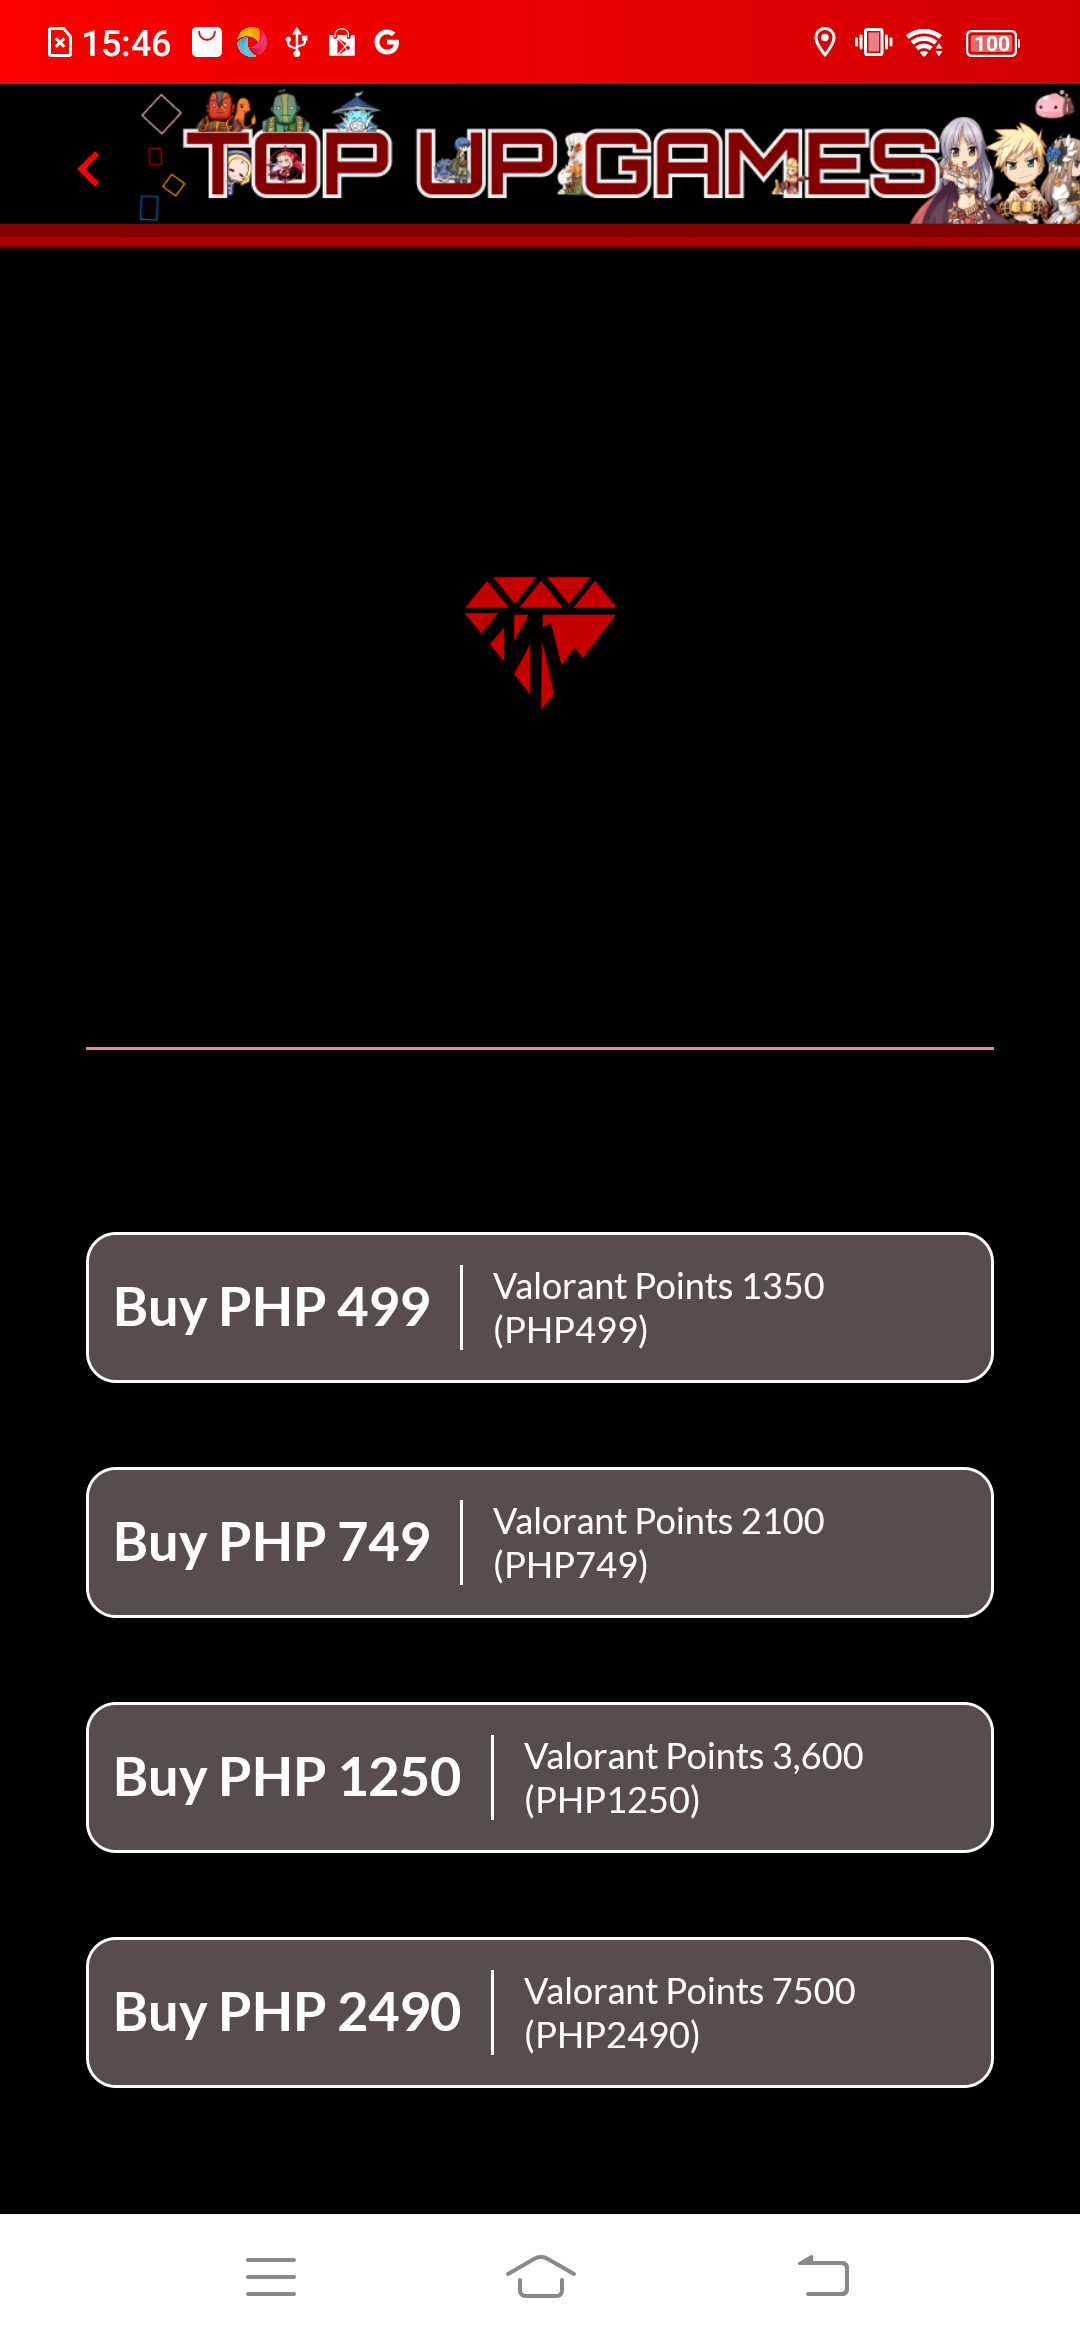 15:46
100
TOP UP GAMES
Buy PHP 499
Valorant Points 1350
(PHP499)
Buy PHP 749
Valorant Points 2100
(PHP749)
Buy PHP 1250
Valorant Points 3,600
(PHP1250)
Buy PHP 2490
Valorant Points 7500
(PHP2490)